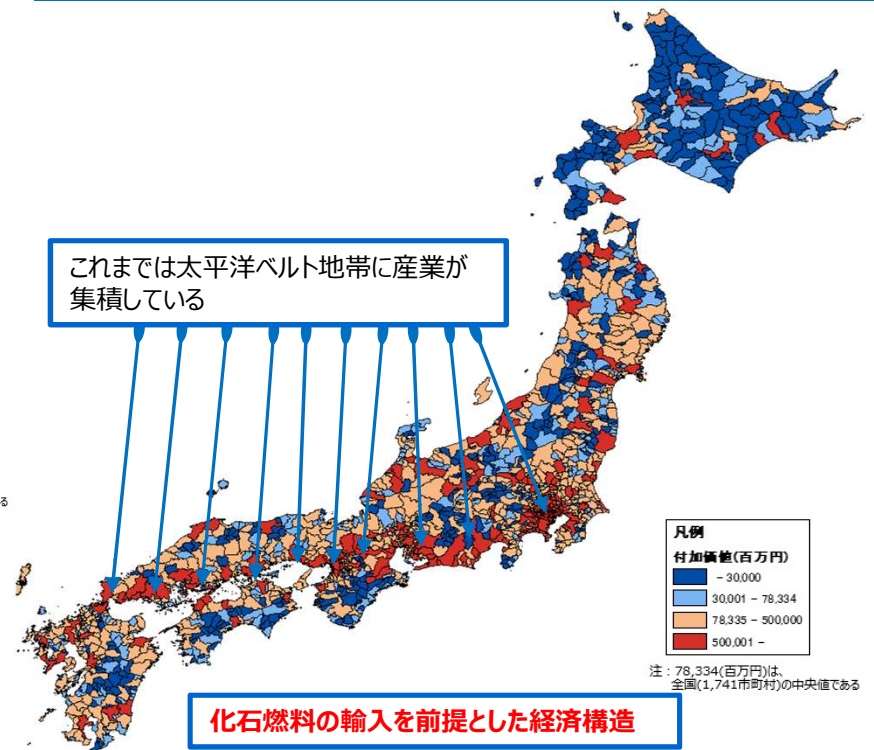 これまでは太平洋ベルト地帯に産業が
集積している
る
凡例
付加価値(百万円)
- 30,000
30,001 - 78,334
78,335 - 500,000
500,001 -
注：78,334(百万円)は、
全国(1,741市町村)の中央値である
化石燃料の輸入を前提とした経済構造